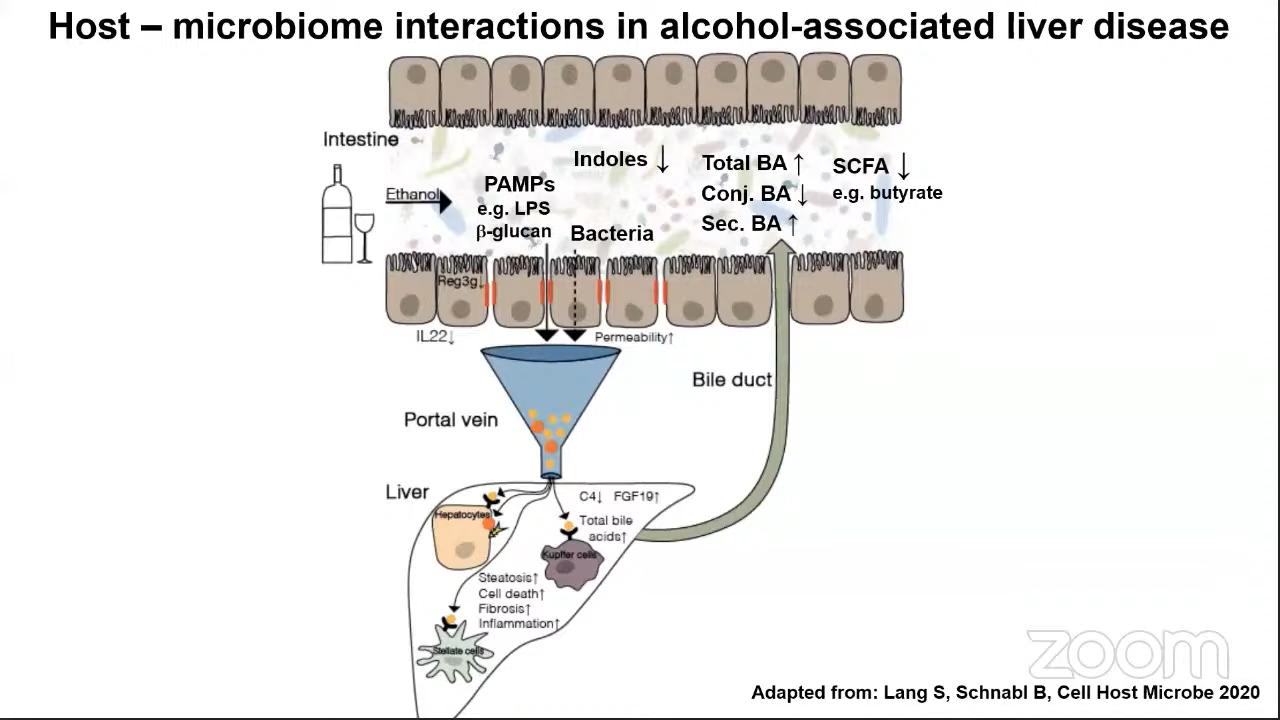 Host – microbiome interactions in alcohol-associated liver disease
Intestine
Ethanol
PAMPs
e.g. LPS
β-glucan
Bacteria
Indoles ↓
Total BA ↑
Conj. BA ↓
Sec. BA ↑
SCFA ↓
e.g. butyrate
Reg3g↓
IL22↓
Permeability↑
Portal vein
Bile duct
Liver
C4↓ FGF19↑
Total bile
acids↑
Hepatocytes
Kupffer cells
Steatosis↑
Cell death↑
Fibrosis↑
Inflammation↑
Stellate cells
zoom
Adapted from: Lang S, Schnabl B, Cell Host Microbe 2020